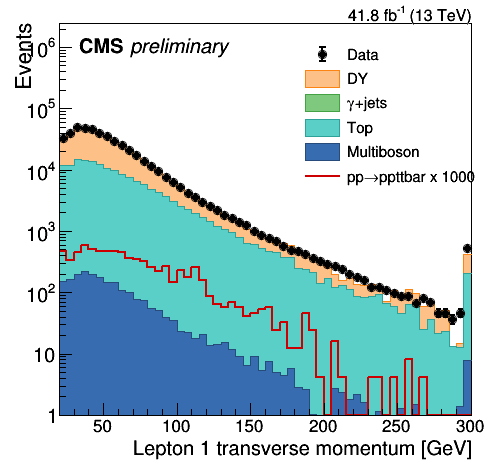 41.8 fb⁻¹ (13 TeV)
Events
CMS preliminary
Data
DY
γ+jets
Top
Multiboson
pp→ppttbar x 1000
10⁶
10⁵
10⁴
10³
10²
10
1
50 100 150 200 250 300
Lepton 1 transverse momentum [GeV]